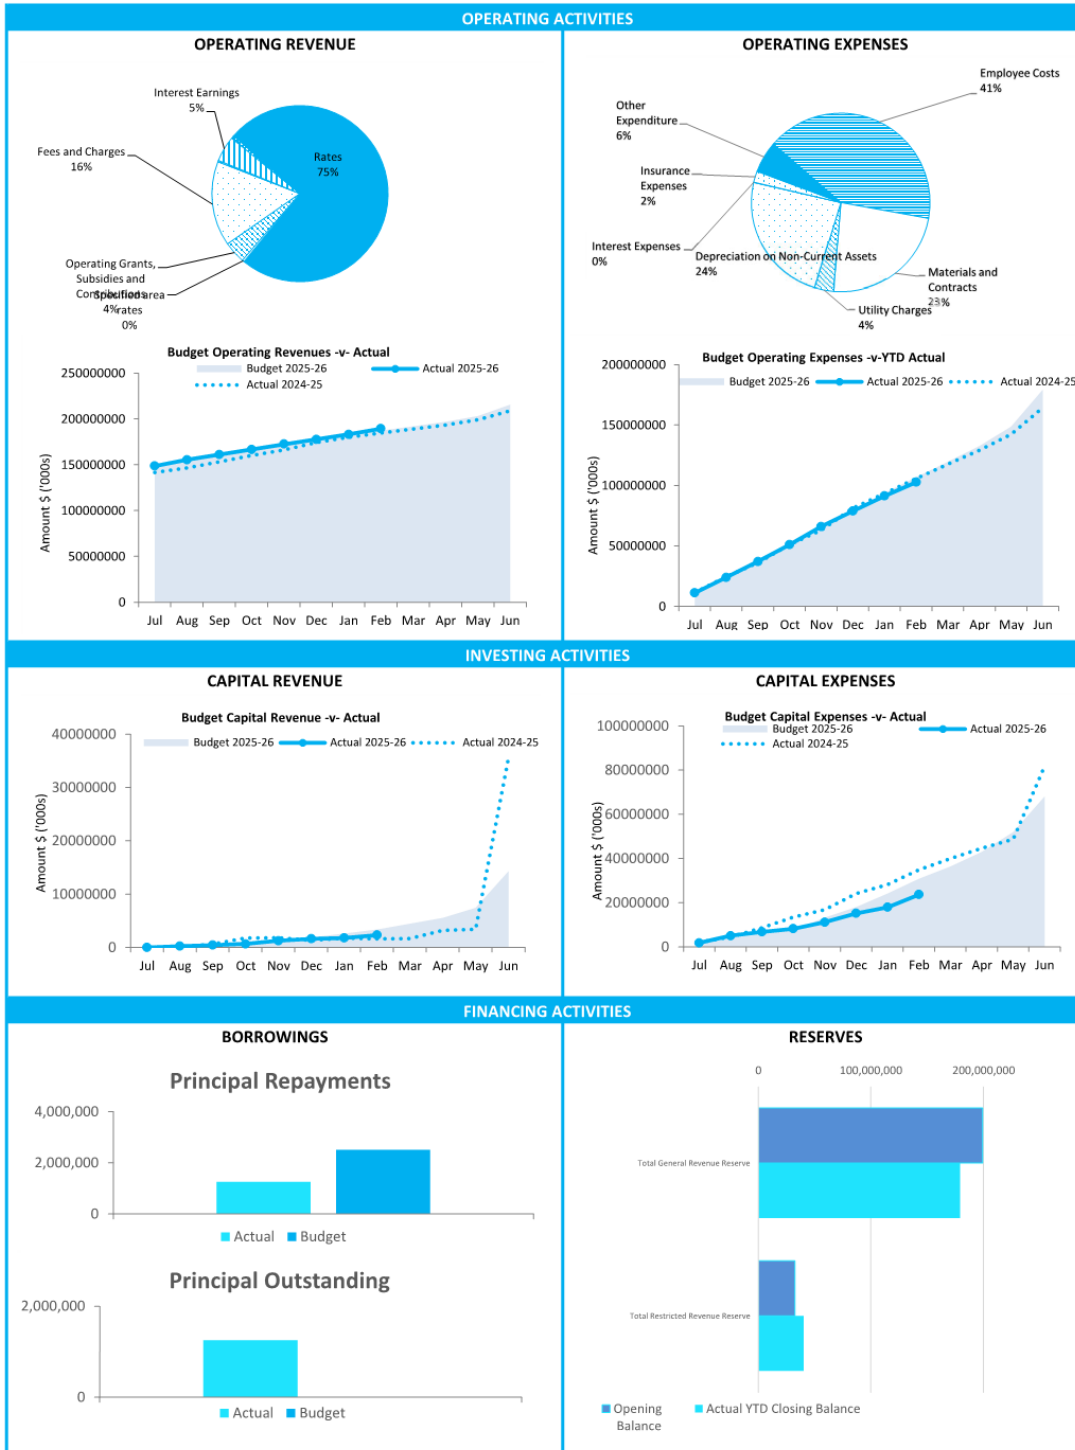 OPERATING ACTIVITIES
OPERATING REVENUE
Interest Earnings
5%
Fees and Charges
16%
Rates
75%
Operating Grants,
Subsidies and
Contributions
4%
Specified area
rates
0%
OPERATING EXPENSES
Employee Costs
41%
Other
Expenditure
6%
Insurance
Expenses
2%
Interest Expenses
0%
Depreciation on Non-Current Assets
24%
Materials and
Contracts
23%
Utility Charges
4%
Budget Operating Revenues -v- Actual
Budget 2025-26
Actual 2025-26
Actual 2024-25
Amount $ ('000s)
250000000
200000000
150000000
100000000
50000000
0
Jul Aug Sep Oct Nov Dec Jan Feb Mar Apr May Jun
Budget Operating Expenses -v-YTD Actual
Budget 2025-26
Actual 2025-26
Actual 2024-25
Amount $ ('000s)
200000000
150000000
100000000
50000000
0
Jul Aug Sep Oct Nov Dec Jan Feb Mar Apr May Jun
INVESTING ACTIVITIES
CAPITAL REVENUE
Budget Capital Revenue -v- Actual
Budget 2025-26
Actual 2025-26
Actual 2024-25
Amount $ ('000s)
40000000
30000000
20000000
10000000
0
Jul Aug Sep Oct Nov Dec Jan Feb Mar Apr May Jun
CAPITAL EXPENSES
Budget Capital Expenses -v- Actual
Budget 2025-26
Actual 2025-26
Actual 2024-25
Amount $ ('000s)
100000000
80000000
60000000
40000000
20000000
0
Jul Aug Sep Oct Nov Dec Jan Feb Mar Apr May Jun
FINANCING ACTIVITIES
BORROWINGS
Principal Repayments
4,000,000
2,000,000
0
Actual
Budget
Principal Outstanding
2,000,000
0
Actual
Budget
RESERVES
0 100,000,000 200,000,000
Total General Revenue Reserve
Total Restricted Revenue Reserve
Opening
Balance
Actual YTD Closing Balance